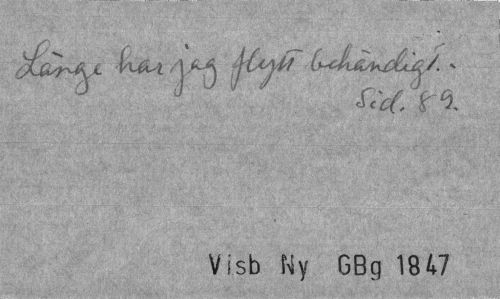 Länge har jag flytt behändigt.
Sid. 89.
Visb Ny GBg 1847